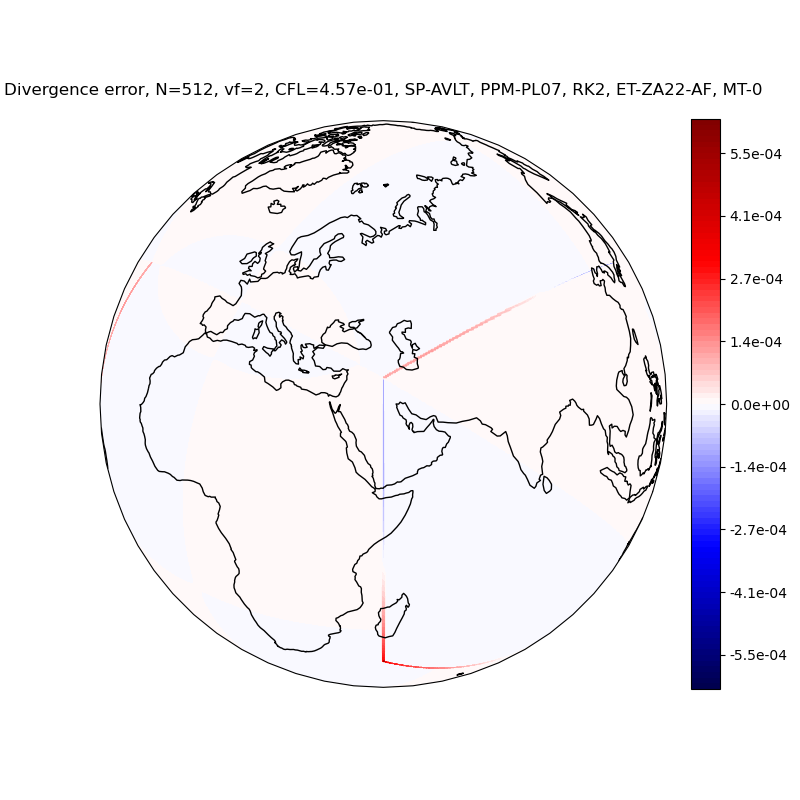 Divergence error, N=512, vf=2, CFL=4.57e-01, SP-AVLT, PPM-PL07, RK2, ET-ZA22-AF, MT-0
5.5e-04
4.1e-04
2.7e-04
1.4e-04
0.0e+00
-1.4e-04
-2.7e-04
-4.1e-04
-5.5e-04